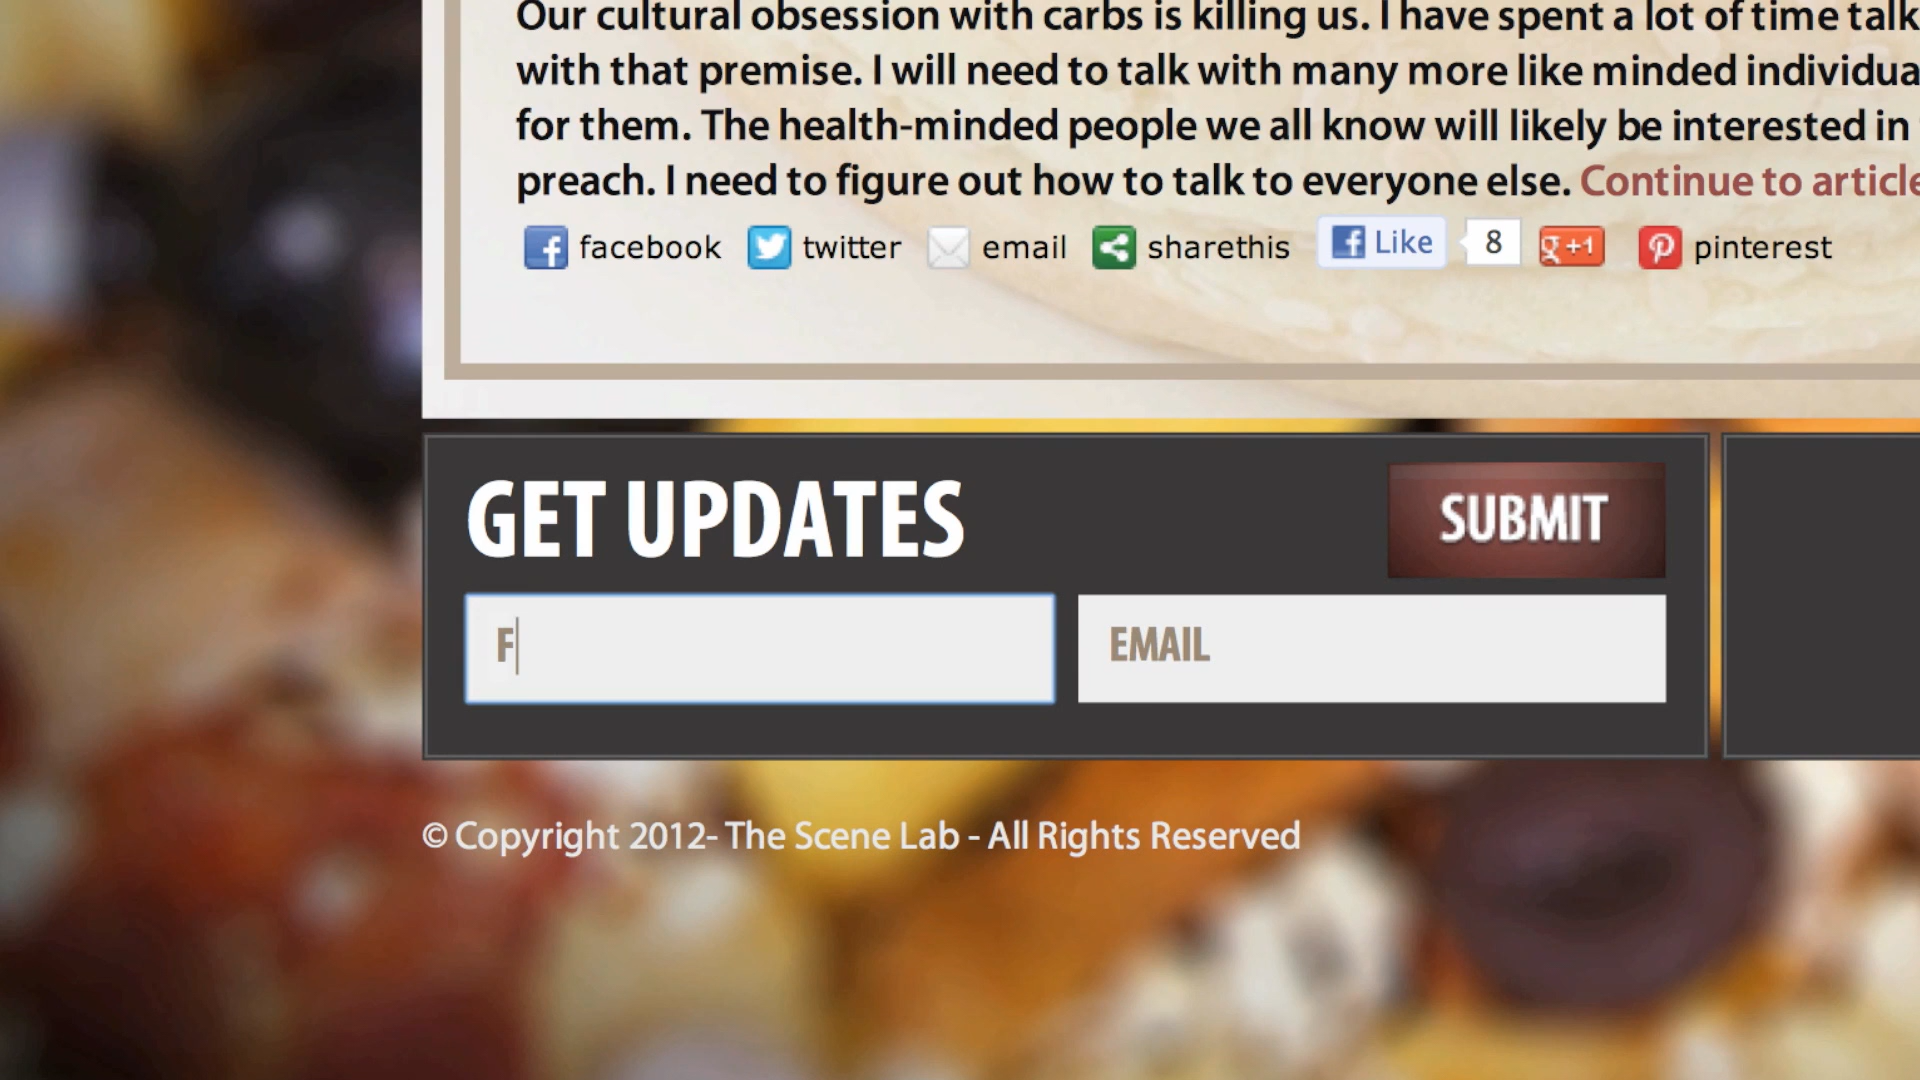 Our cultural obsession with carbs is killing us. I have spent a lot of time talk
with that premise. I will need to talk with many more like minded individua
for them. The health-minded people we all know will likely be interested in
preach. I need to figure out how to talk to everyone else. Continue to article
facebook twitter email sharethis Like 8 +1 pinterest
GET UPDATES SUBMIT
F EMAIL
© Copyright 2012- The Scene Lab - All Rights Reserved